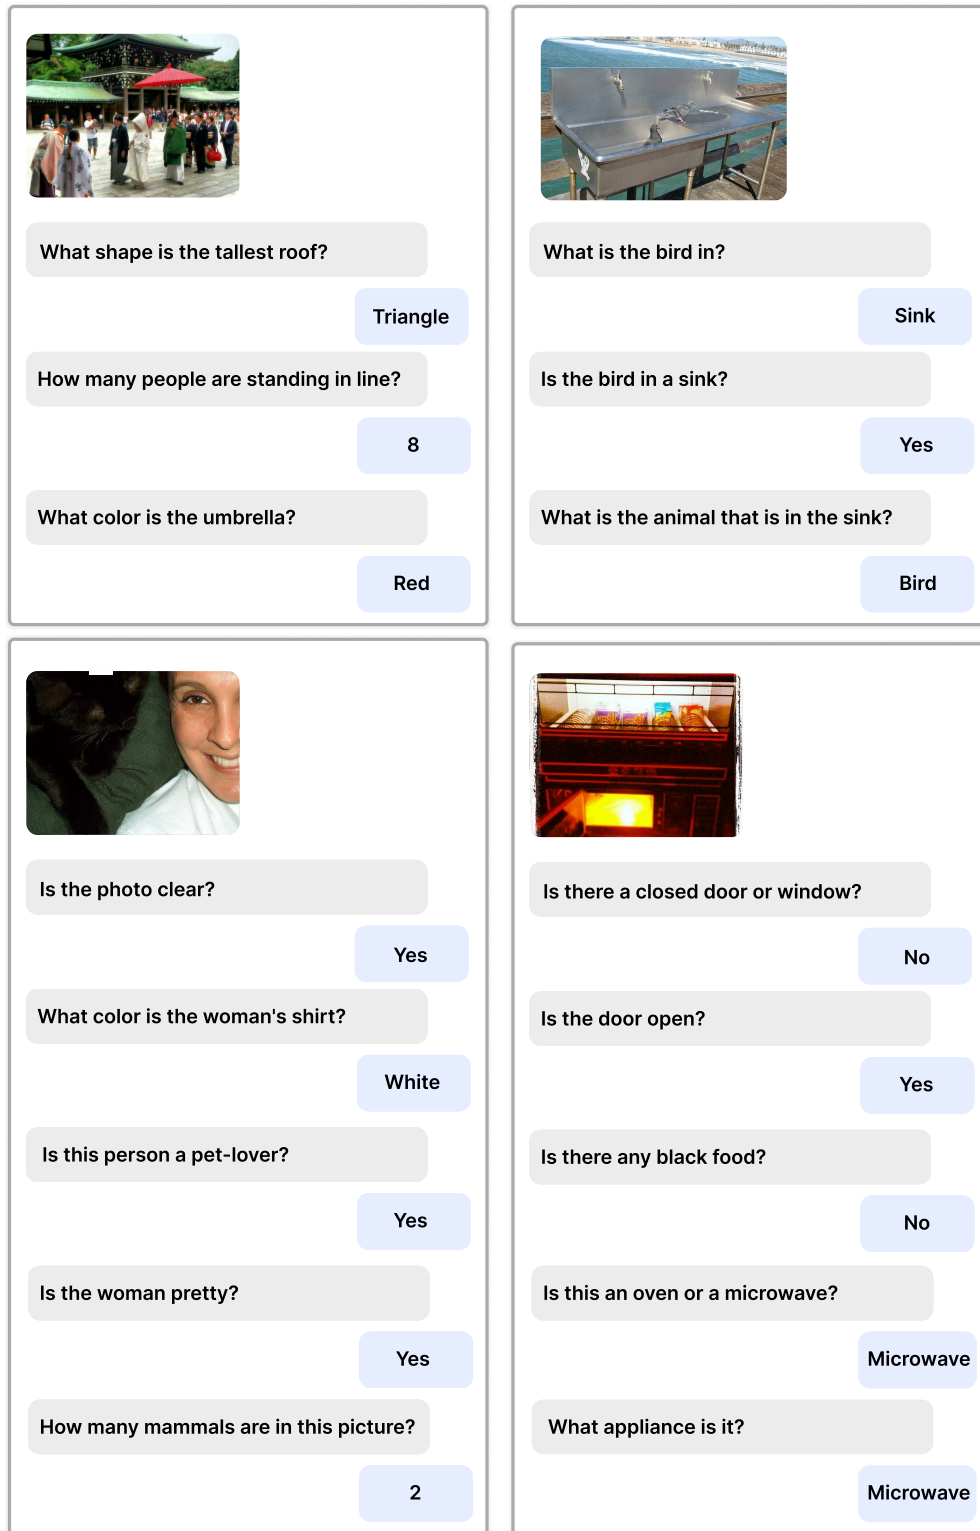 What shape is the tallest roof?
Triangle
How many people are standing in line?
8
What color is the umbrella?
Red
What is the bird in?
Sink
Is the bird in a sink?
Yes
What is the animal that is in the sink?
Bird
Is the photo clear?
Yes
What color is the woman's shirt?
White
Is this person a pet-lover?
Yes
Is the woman pretty?
Yes
How many mammals are in this picture?
2
Is there a closed door or window?
No
Is the door open?
Yes
Is there any black food?
No
Is this an oven or a microwave?
Microwave
What appliance is it?
Microwave